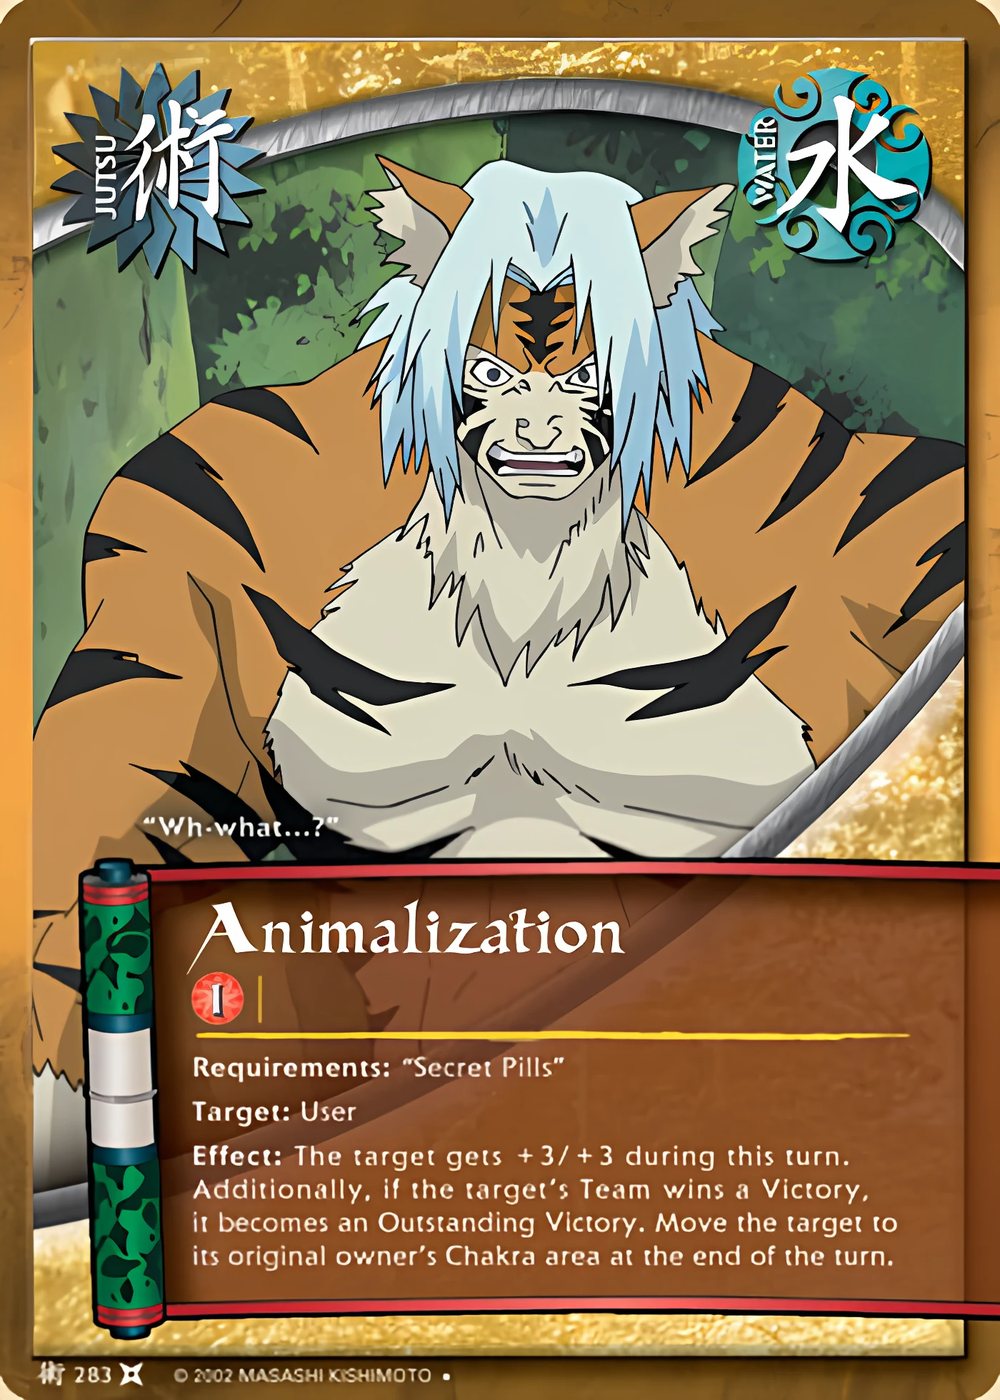 JUTSU 術
WATER 水
“Wh-what...?”
Animalization
1
Requirements: “Secret Pills”
Target: User
Effect: The target gets +3/+3 during this turn.
Additionally, if the target's Team wins a Victory,
it becomes an Outstanding Victory. Move the target to
its original owner's Chakra area at the end of the turn.
術 283 © 2002 MASASHI KISHIMOTO •